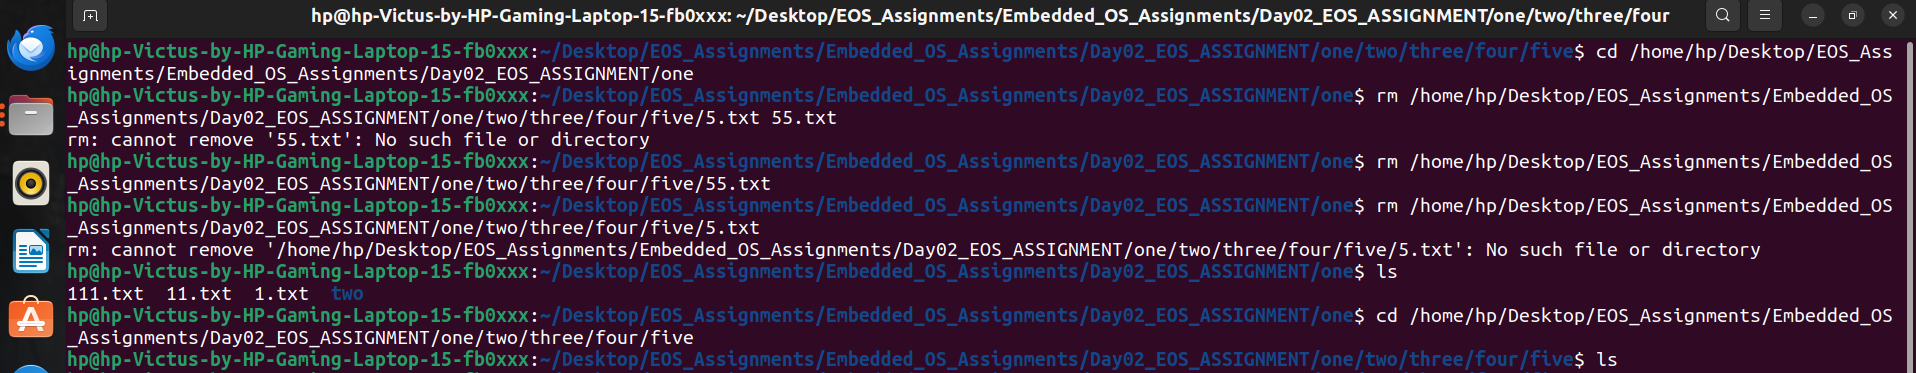 hp@hp-Victus-by-HP-Gaming-Laptop-15-fb0xxx: ~/Desktop/EOS_Assignments/Embedded_OS_Assignments/Day02_EOS_ASSIGNMENT/one/two/three/four
hp@hp-Victus-by-HP-Gaming-Laptop-15-fb0xxx:~/Desktop/EOS_Assignments/Embedded_OS_Assignments/Day02_EOS_ASSIGNMENT/one/two/three/four/five$ cd /home/hp/Desktop/EOS_Ass
ignments/Embedded_OS_Assignments/Day02_EOS_ASSIGNMENT/one
hp@hp-Victus-by-HP-Gaming-Laptop-15-fb0xxx:~/Desktop/EOS_Assignments/Embedded_OS_Assignments/Day02_EOS_ASSIGNMENT/one$ rm /home/hp/Desktop/EOS_Assignments/Embedded_OS
_Assignments/Day02_EOS_ASSIGNMENT/one/two/three/four/five/5.txt 55.txt
rm: cannot remove '55.txt': No such file or directory
hp@hp-Victus-by-HP-Gaming-Laptop-15-fb0xxx:~/Desktop/EOS_Assignments/Embedded_OS_Assignments/Day02_EOS_ASSIGNMENT/one$ rm /home/hp/Desktop/EOS_Assignments/Embedded_OS
_Assignments/Day02_EOS_ASSIGNMENT/one/two/three/four/five/55.txt
hp@hp-Victus-by-HP-Gaming-Laptop-15-fb0xxx:~/Desktop/EOS_Assignments/Embedded_OS_Assignments/Day02_EOS_ASSIGNMENT/one$ rm /home/hp/Desktop/EOS_Assignments/Embedded_OS
_Assignments/Day02_EOS_ASSIGNMENT/one/two/three/four/five/5.txt
rm: cannot remove '/home/hp/Desktop/EOS_Assignments/Embedded_OS_Assignments/Day02_EOS_ASSIGNMENT/one/two/three/four/five/5.txt': No such file or directory
hp@hp-Victus-by-HP-Gaming-Laptop-15-fb0xxx:~/Desktop/EOS_Assignments/Embedded_OS_Assignments/Day02_EOS_ASSIGNMENT/one$ ls
111.txt  11.txt  1.txt  two
hp@hp-Victus-by-HP-Gaming-Laptop-15-fb0xxx:~/Desktop/EOS_Assignments/Embedded_OS_Assignments/Day02_EOS_ASSIGNMENT/one$ cd /home/hp/Desktop/EOS_Assignments/Embedded_OS
_Assignments/Day02_EOS_ASSIGNMENT/one/two/three/four/five
hp@hp-Victus-by-HP-Gaming-Laptop-15-fb0xxx:~/Desktop/EOS_Assignments/Embedded_OS_Assignments/Day02_EOS_ASSIGNMENT/one/two/three/four/five$ ls